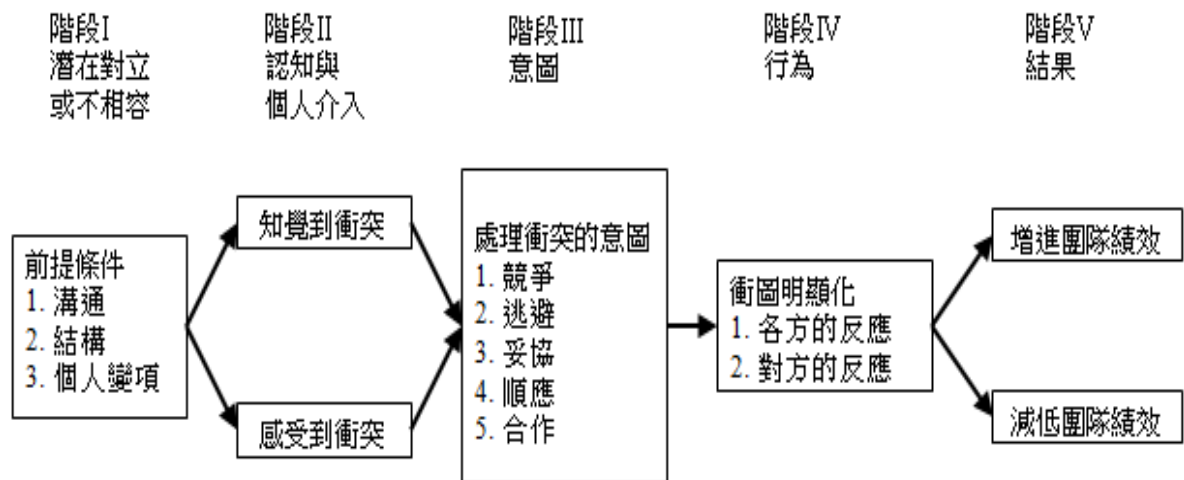 階段I
潛在對立
或不相容
階段II
認知與
個人介入
階段III
意圖
階段IV
行為
階段V
結果
前提條件
1. 溝通
2. 結構
3. 個人變項
知覺到衝突
感受到衝突
處理衝突的意圖
1. 競爭
2. 逃避
3. 妥協
4. 順應
5. 合作
衝圖明顯化
1. 各方的反應
2. 對方的反應
增進團隊績效
減低團隊績效